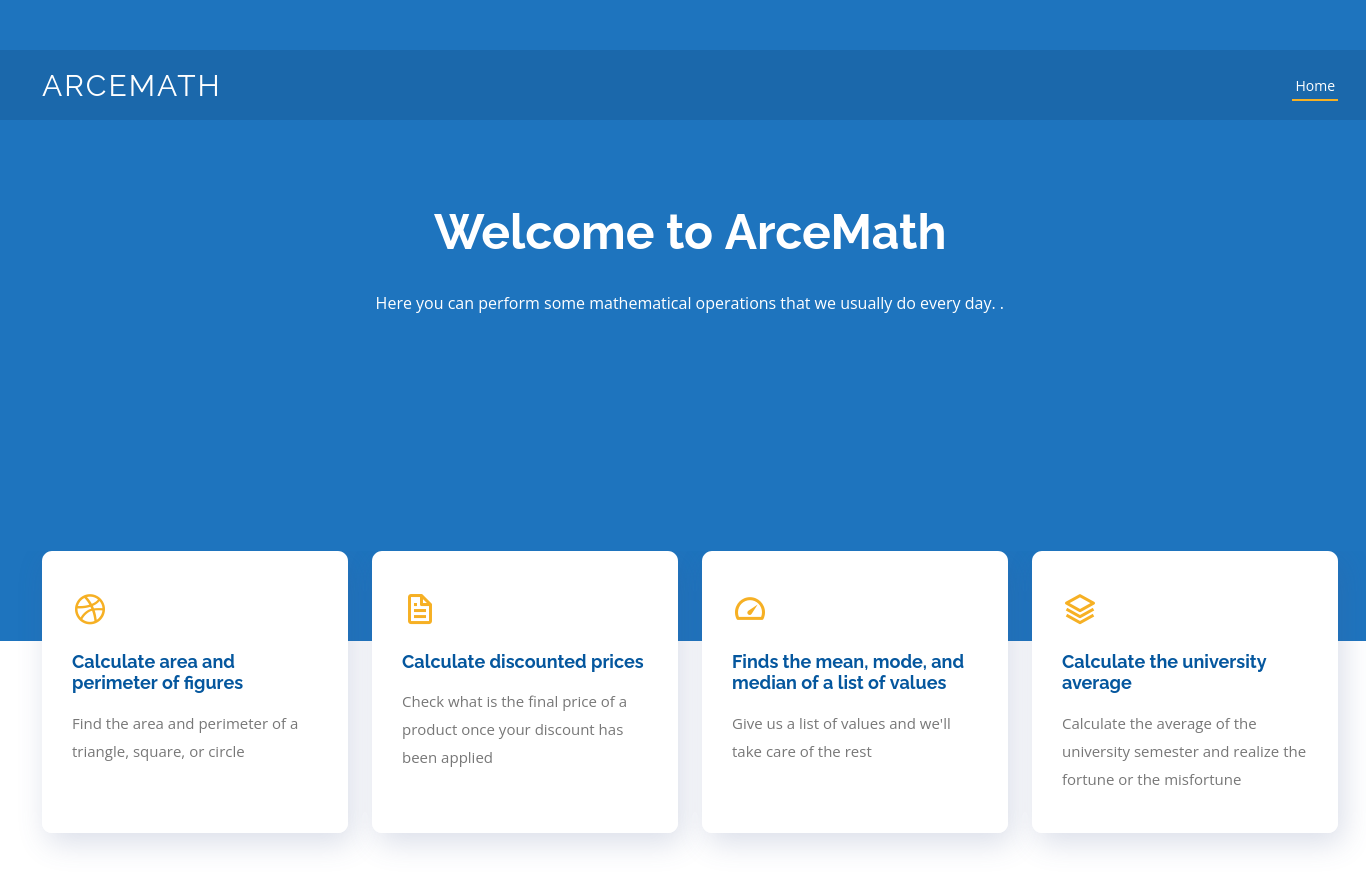 ARCEMATH
Home
Welcome to ArceMath
Here you can perform some mathematical operations that we usually do every day. .
Calculate area and
perimeter of figures
Find the area and perimeter of a
triangle, square, or circle
Calculate discounted prices
Check what is the final price of a
product once your discount has
been applied
Finds the mean, mode, and
median of a list of values
Give us a list of values and we'll
take care of the rest
Calculate the university
average
Calculate the average of the
university semester and realize the
fortune or the misfortune